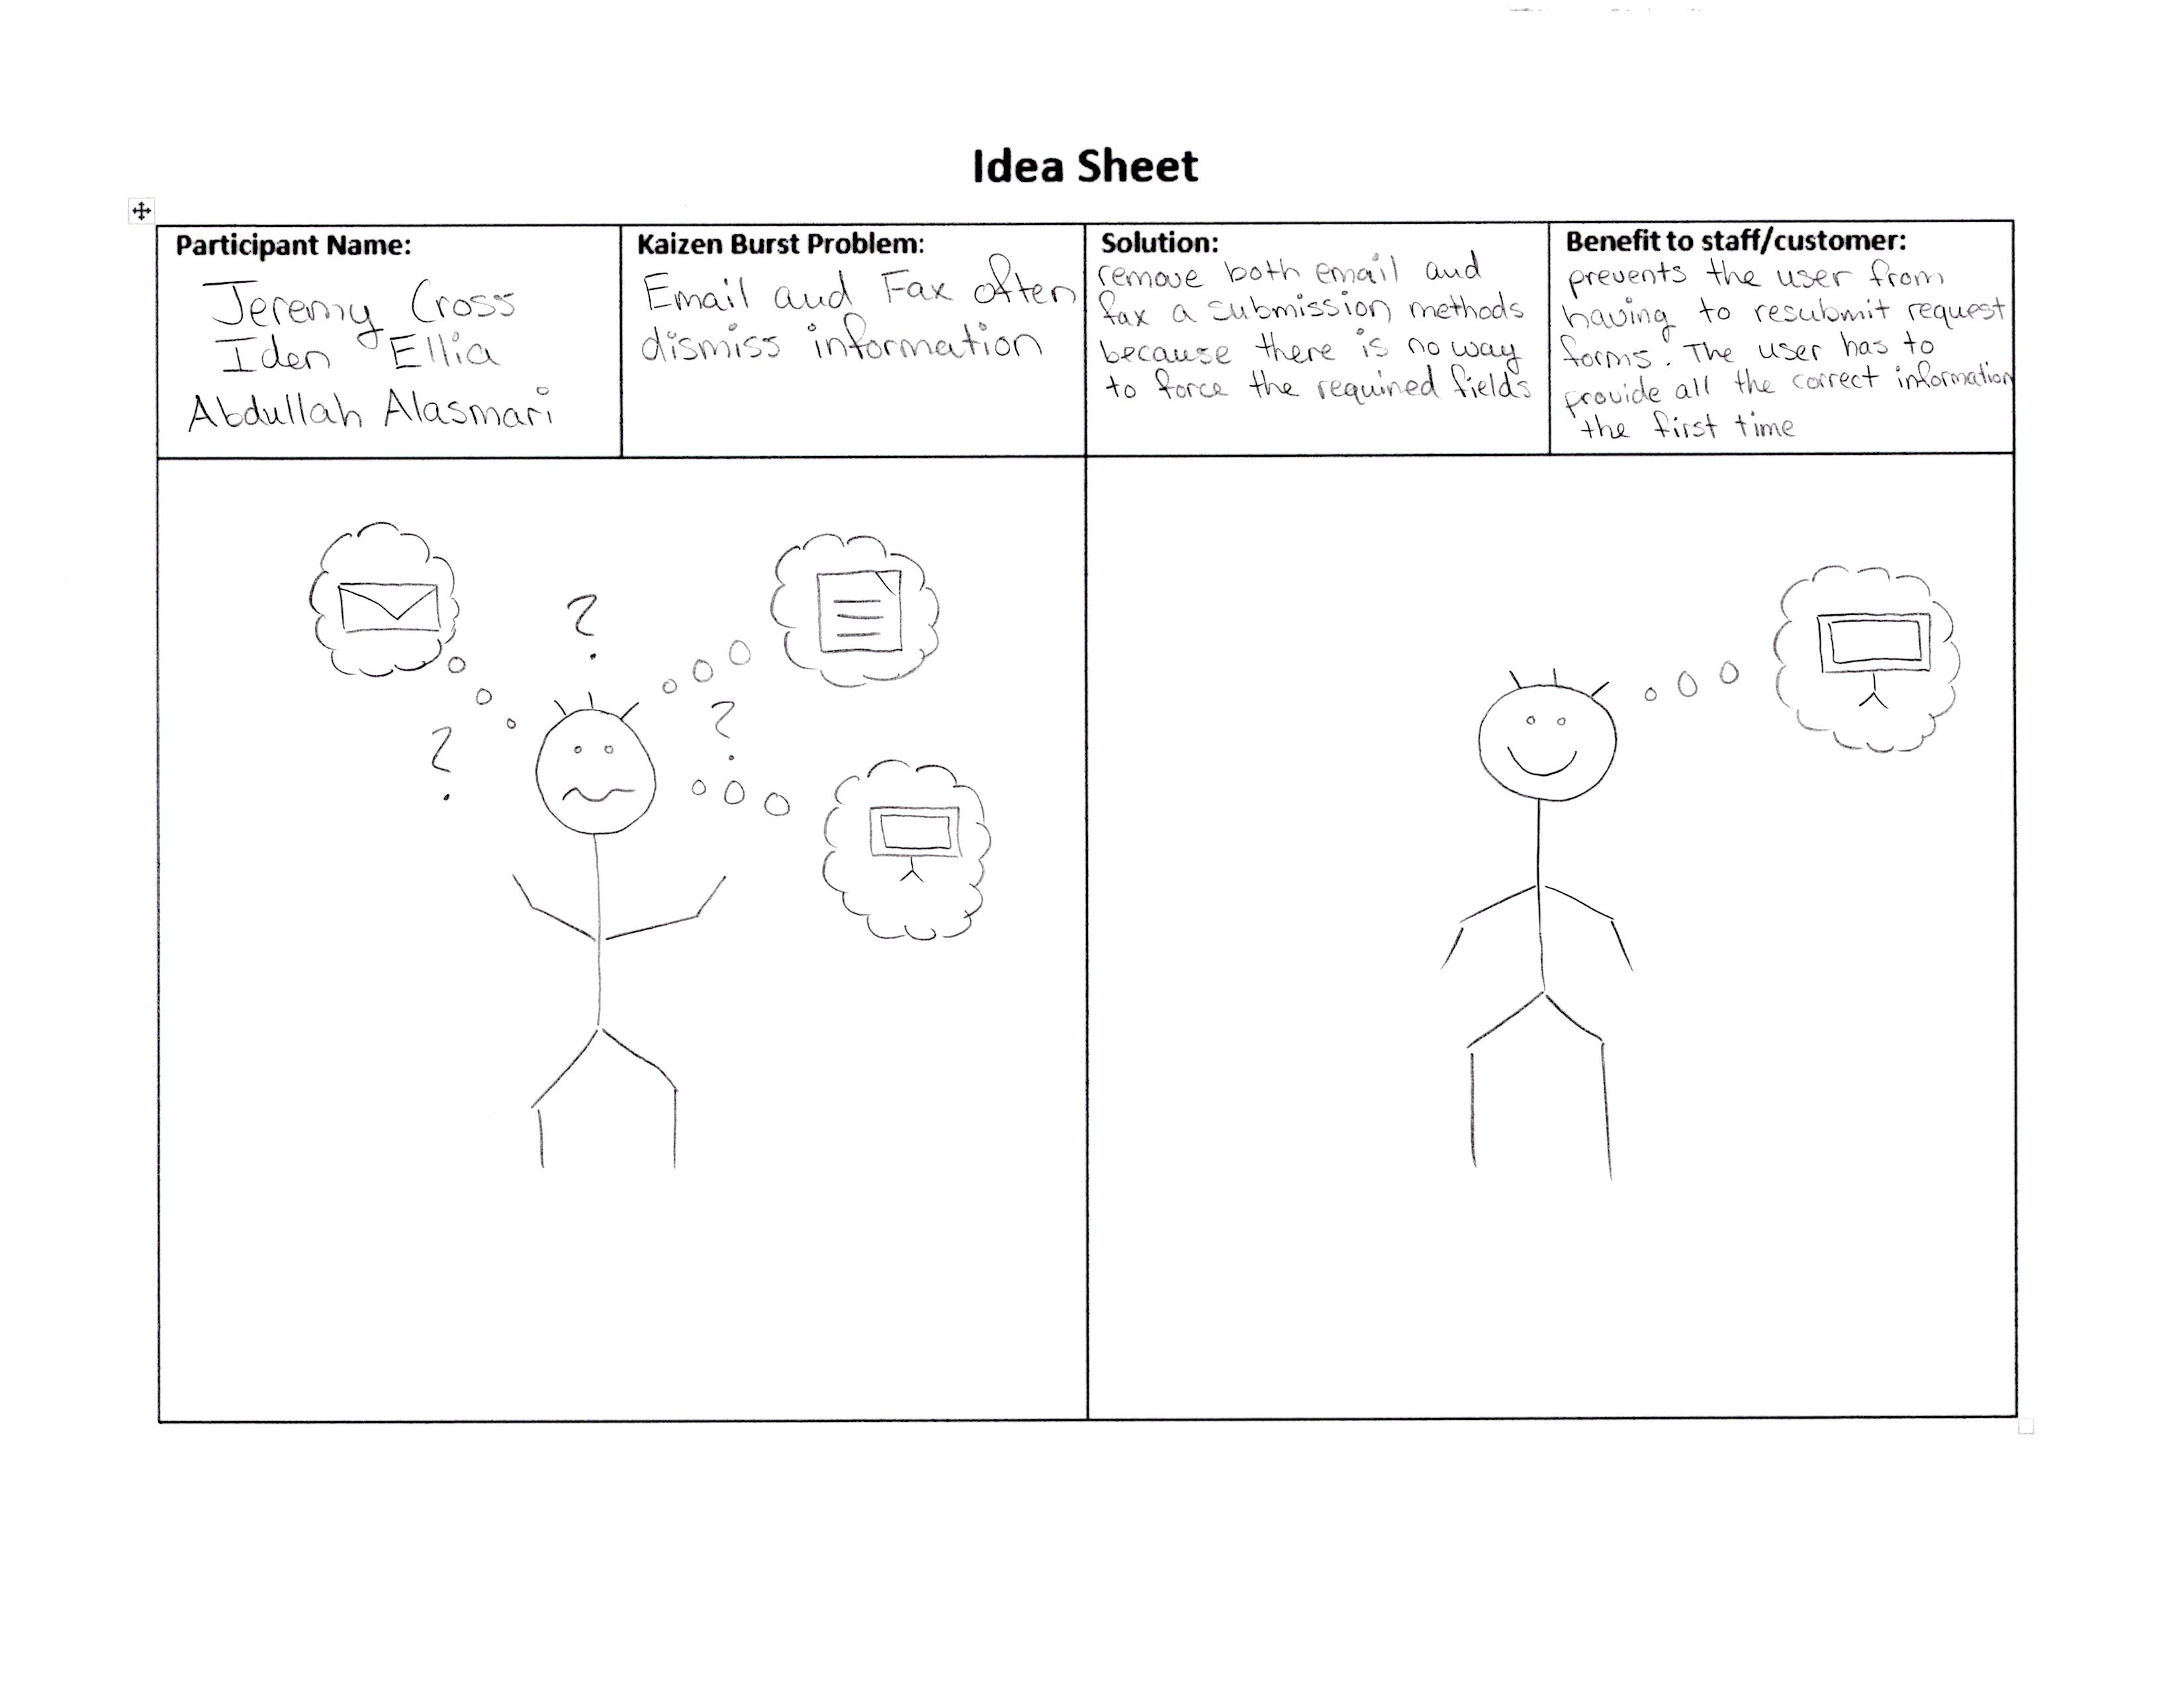 Idea Sheet
Participant Name:
Jeremy Cross
Iden Ellia
Abdullah Alasmari
Kaizen Burst Problem:
Email and Fax often
dismiss information
Solution:
remove both email and
fax a submission methods
because there is no way
to force the required fields
Benefit to staff/customer:
prevents the user from
having to resubmit request
forms. The user has to
provide all the correct information
the first time
?
?
?